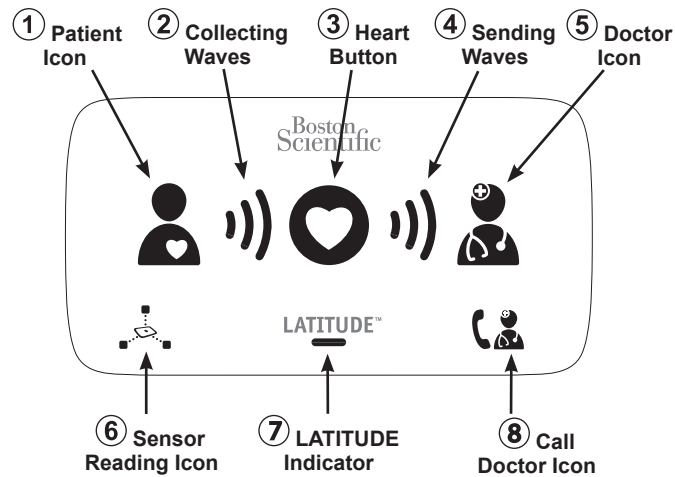 1 Patient
Icon
2 Collecting
Waves
3 Heart
Button
4 Sending
Waves
5 Doctor
Icon
Boston
Scientific
LATITUDE™
6 Sensor
Reading Icon
7 LATITUDE
Indicator
8 Call
Doctor Icon